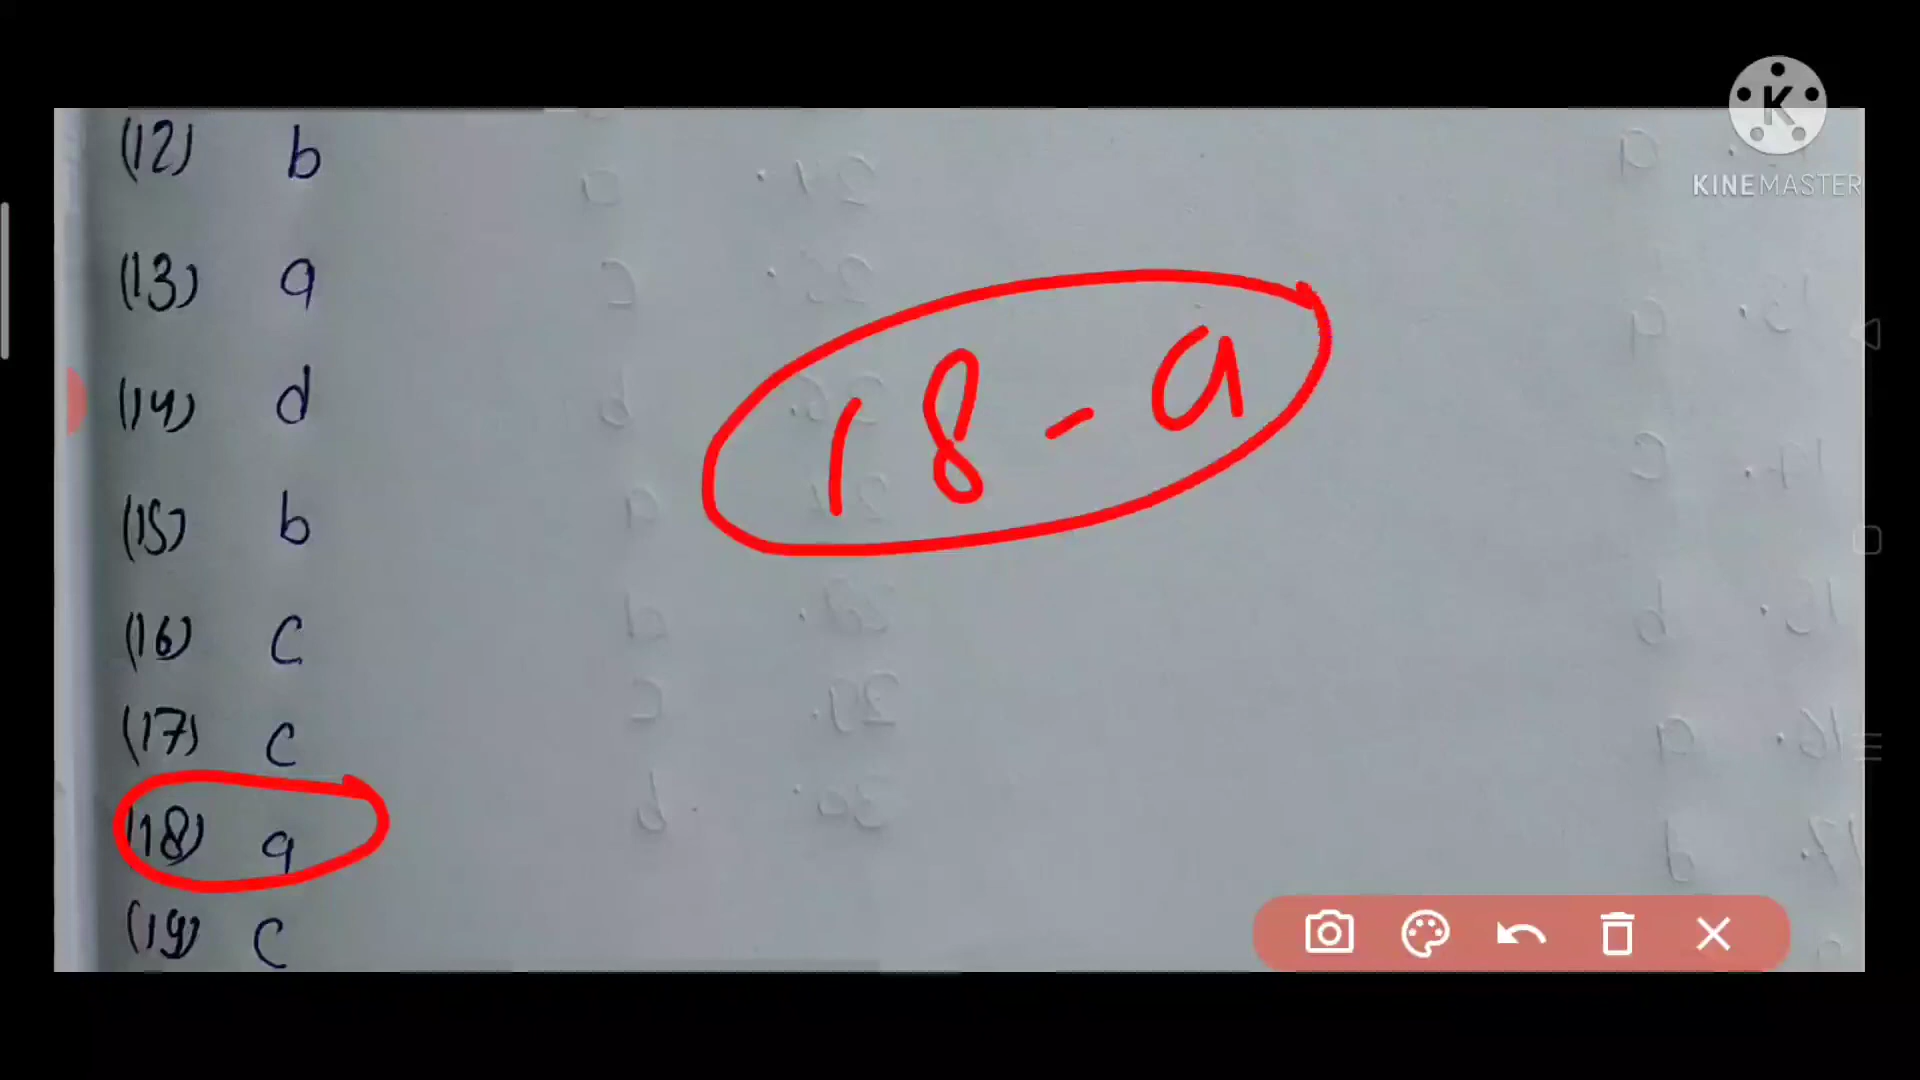 (12) b
(13) a
(14) d
(15) b
(16) c
(17) c
(18) a
(19) c
18-a
KINEMASTER